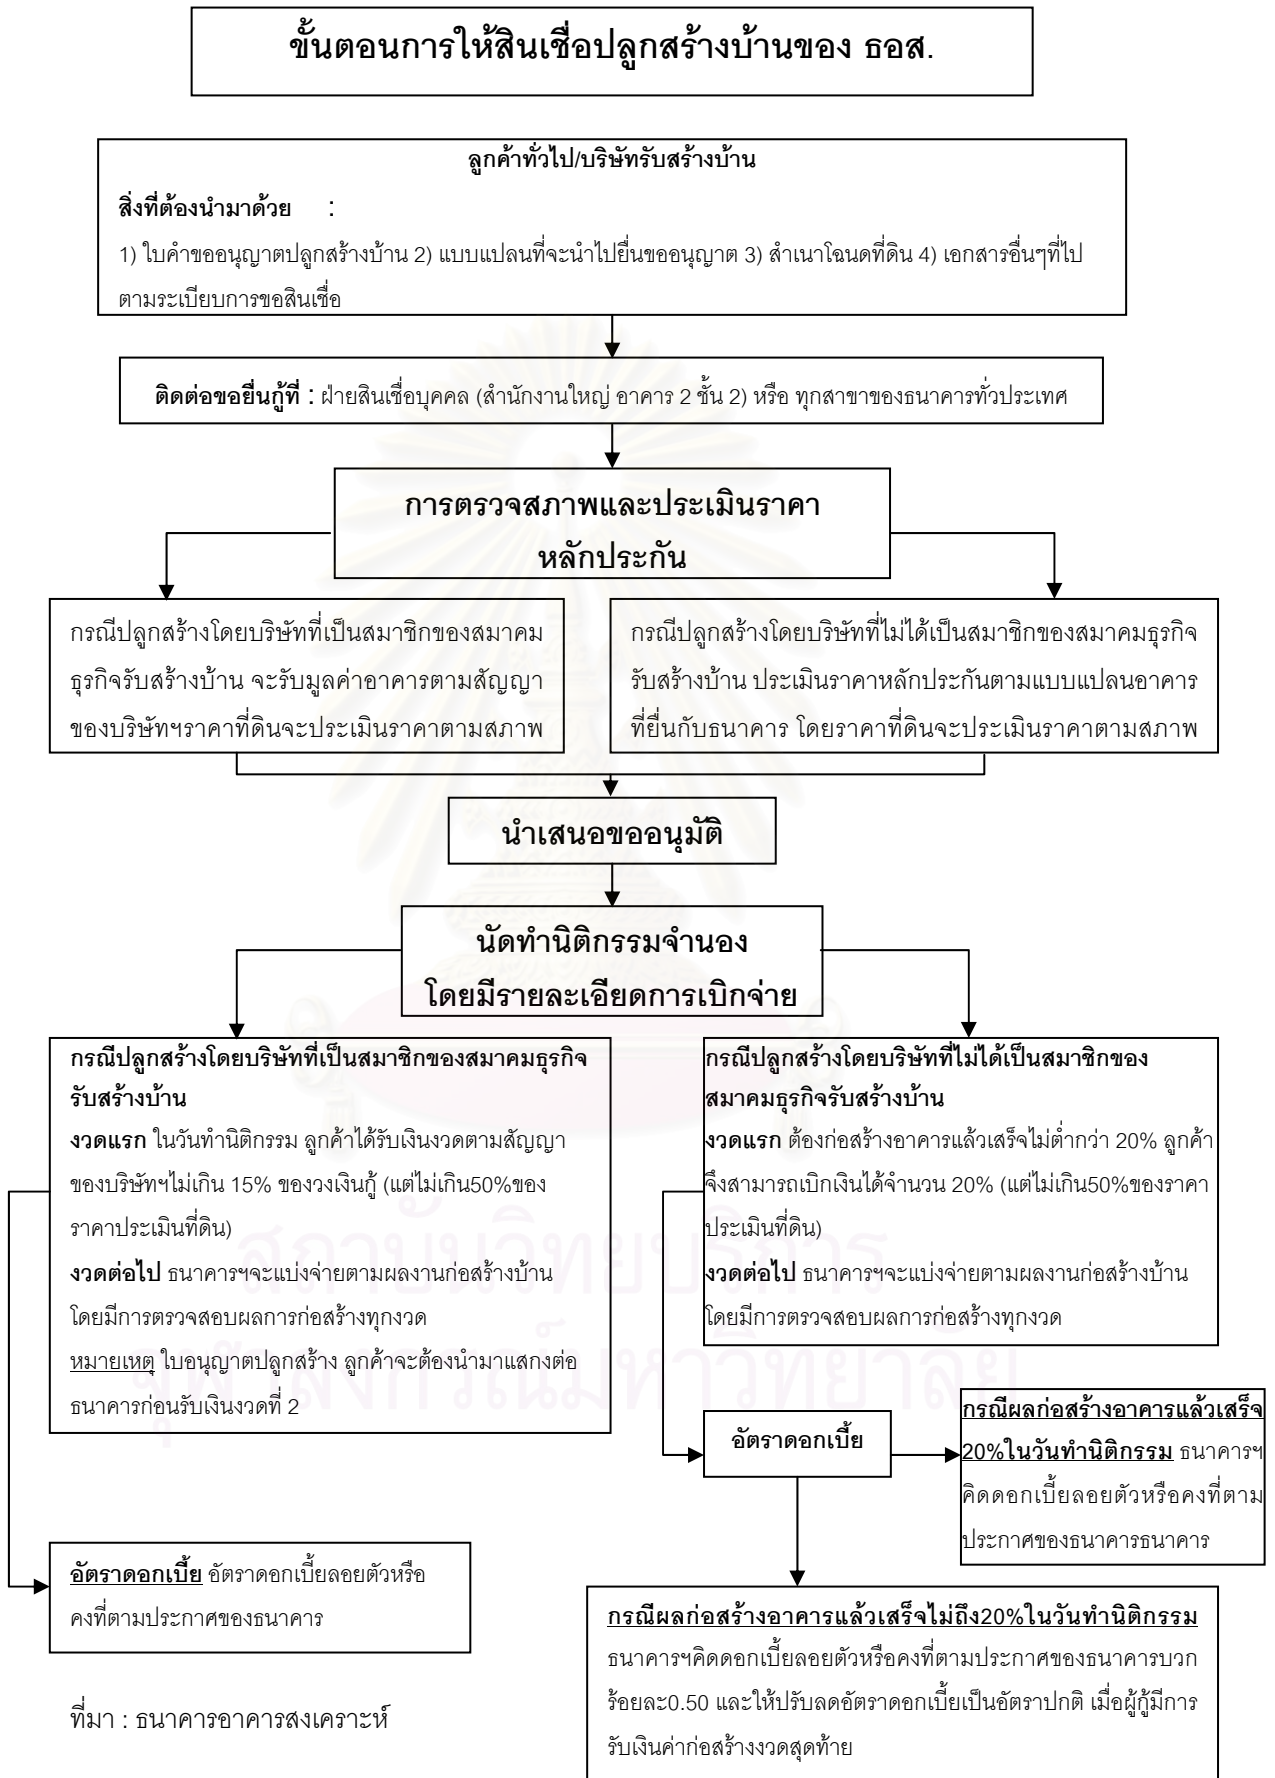 ขั้นตอนการให้สินเชื่อปลูกสร้างบ้านของ ธอส.
ลูกค้าทั่วไป/บริษัทรับสร้างบ้าน
สิ่งที่ต้องนำมาด้วย :
1) ใบคำขออนุญาตปลูกสร้างบ้าน 2) แบบแปลนที่จะนำไปยื่นขออนุญาต 3) สำเนาโฉนดที่ดิน 4) เอกสารอื่นๆที่ไป
ตามระเบียบการขอสินเชื่อ
ติดต่อขอยื่นกู้ที่ : ฝ่ายสินเชื่อบุคคล (สำนักงานใหญ่ อาคาร 2 ชั้น 2) หรือ ทุกสาขาของธนาคารทั่วประเทศ
การตรวจสภาพและประเมินราคา
หลักประกัน
กรณีปลูกสร้างโดยบริษัทที่เป็นสมาชิกของสมาคม
ธุรกิจรับสร้างบ้าน จะรับมูลค่าอาคารตามสัญญา
ของบริษัทฯราคาที่ดินจะประเมินราคาตามสภาพ
กรณีปลูกสร้างโดยบริษัทที่ไม่ได้เป็นสมาชิกของสมาคมธุรกิจ
รับสร้างบ้าน ประเมินราคาหลักประกันตามแบบแปลนอาคาร
ที่ยื่นกับธนาคาร โดยราคาที่ดินจะประเมินราคาตามสภาพ
นำเสนอขออนุมัติ
นัดทำนิติกรรมจำนอง
โดยมีรายละเอียดการเบิกจ่าย
กรณีปลูกสร้างโดยบริษัทที่เป็นสมาชิกของสมาคมธุรกิจ
รับสร้างบ้าน
งวดแรก ในวันทำนิติกรรม ลูกค้าได้รับเงินงวดตามสัญญา
ของบริษัทฯไม่เกิน 15% ของวงเงินกู้ (แต่ไม่เกิน50%ของ
ราคาประเมินที่ดิน)
งวดต่อไป ธนาคารฯจะแบ่งจ่ายตามผลงานก่อสร้างบ้าน
โดยมีการตรวจสอบผลการก่อสร้างทุกงวด
หมายเหตุ ใบอนุญาตปลูกสร้าง ลูกค้าจะต้องนำมาแสกงต่อ
ธนาคารก่อนรับเงินงวดที่ 2
กรณีปลูกสร้างโดยบริษัทที่ไม่ได้เป็นสมาชิกของ
สมาคมธุรกิจรับสร้างบ้าน
งวดแรก ต้องก่อสร้างอาคารแล้วเสร็จไม่ต่ำกว่า 20% ลูกค้า
จึงสามารถเบิกเงินได้จำนวน 20% (แต่ไม่เกิน50%ของราคา
ประเมินที่ดิน)
งวดต่อไป ธนาคารฯจะแบ่งจ่ายตามผลงานก่อสร้างบ้าน
โดยมีการตรวจสอบผลการก่อสร้างทุกงวด
สถาบันวิทยบริการ
จุฬาลงกรณ์มหาวิทยาลัย
อัตราดอกเบี้ย
กรณีผลก่อสร้างอาคารแล้วเสร็จ
20%ในวันทำนิติกรรม ธนาคารฯ
คิดดอกเบี้ยลอยตัวหรือคงที่ตาม
ประกาศของธนาคารธนาคาร
อัตราดอกเบี้ย อัตราดอกเบี้ยลอยตัวหรือ
คงที่ตามประกาศของธนาคาร
กรณีผลก่อสร้างอาคารแล้วเสร็จไม่ถึง20%ในวันทำนิติกรรม
ธนาคารฯคิดดอกเบี้ยลอยตัวหรือคงที่ตามประกาศของธนาคารบวก
ร้อยละ0.50 และให้ปรับลดอัตราดอกเบี้ยเป็นอัตราปกติ เมื่อผู้กู้มีการ
รับเงินค่าก่อสร้างงวดสุดท้าย
ที่มา : ธนาคารอาคารสงเคราะห์